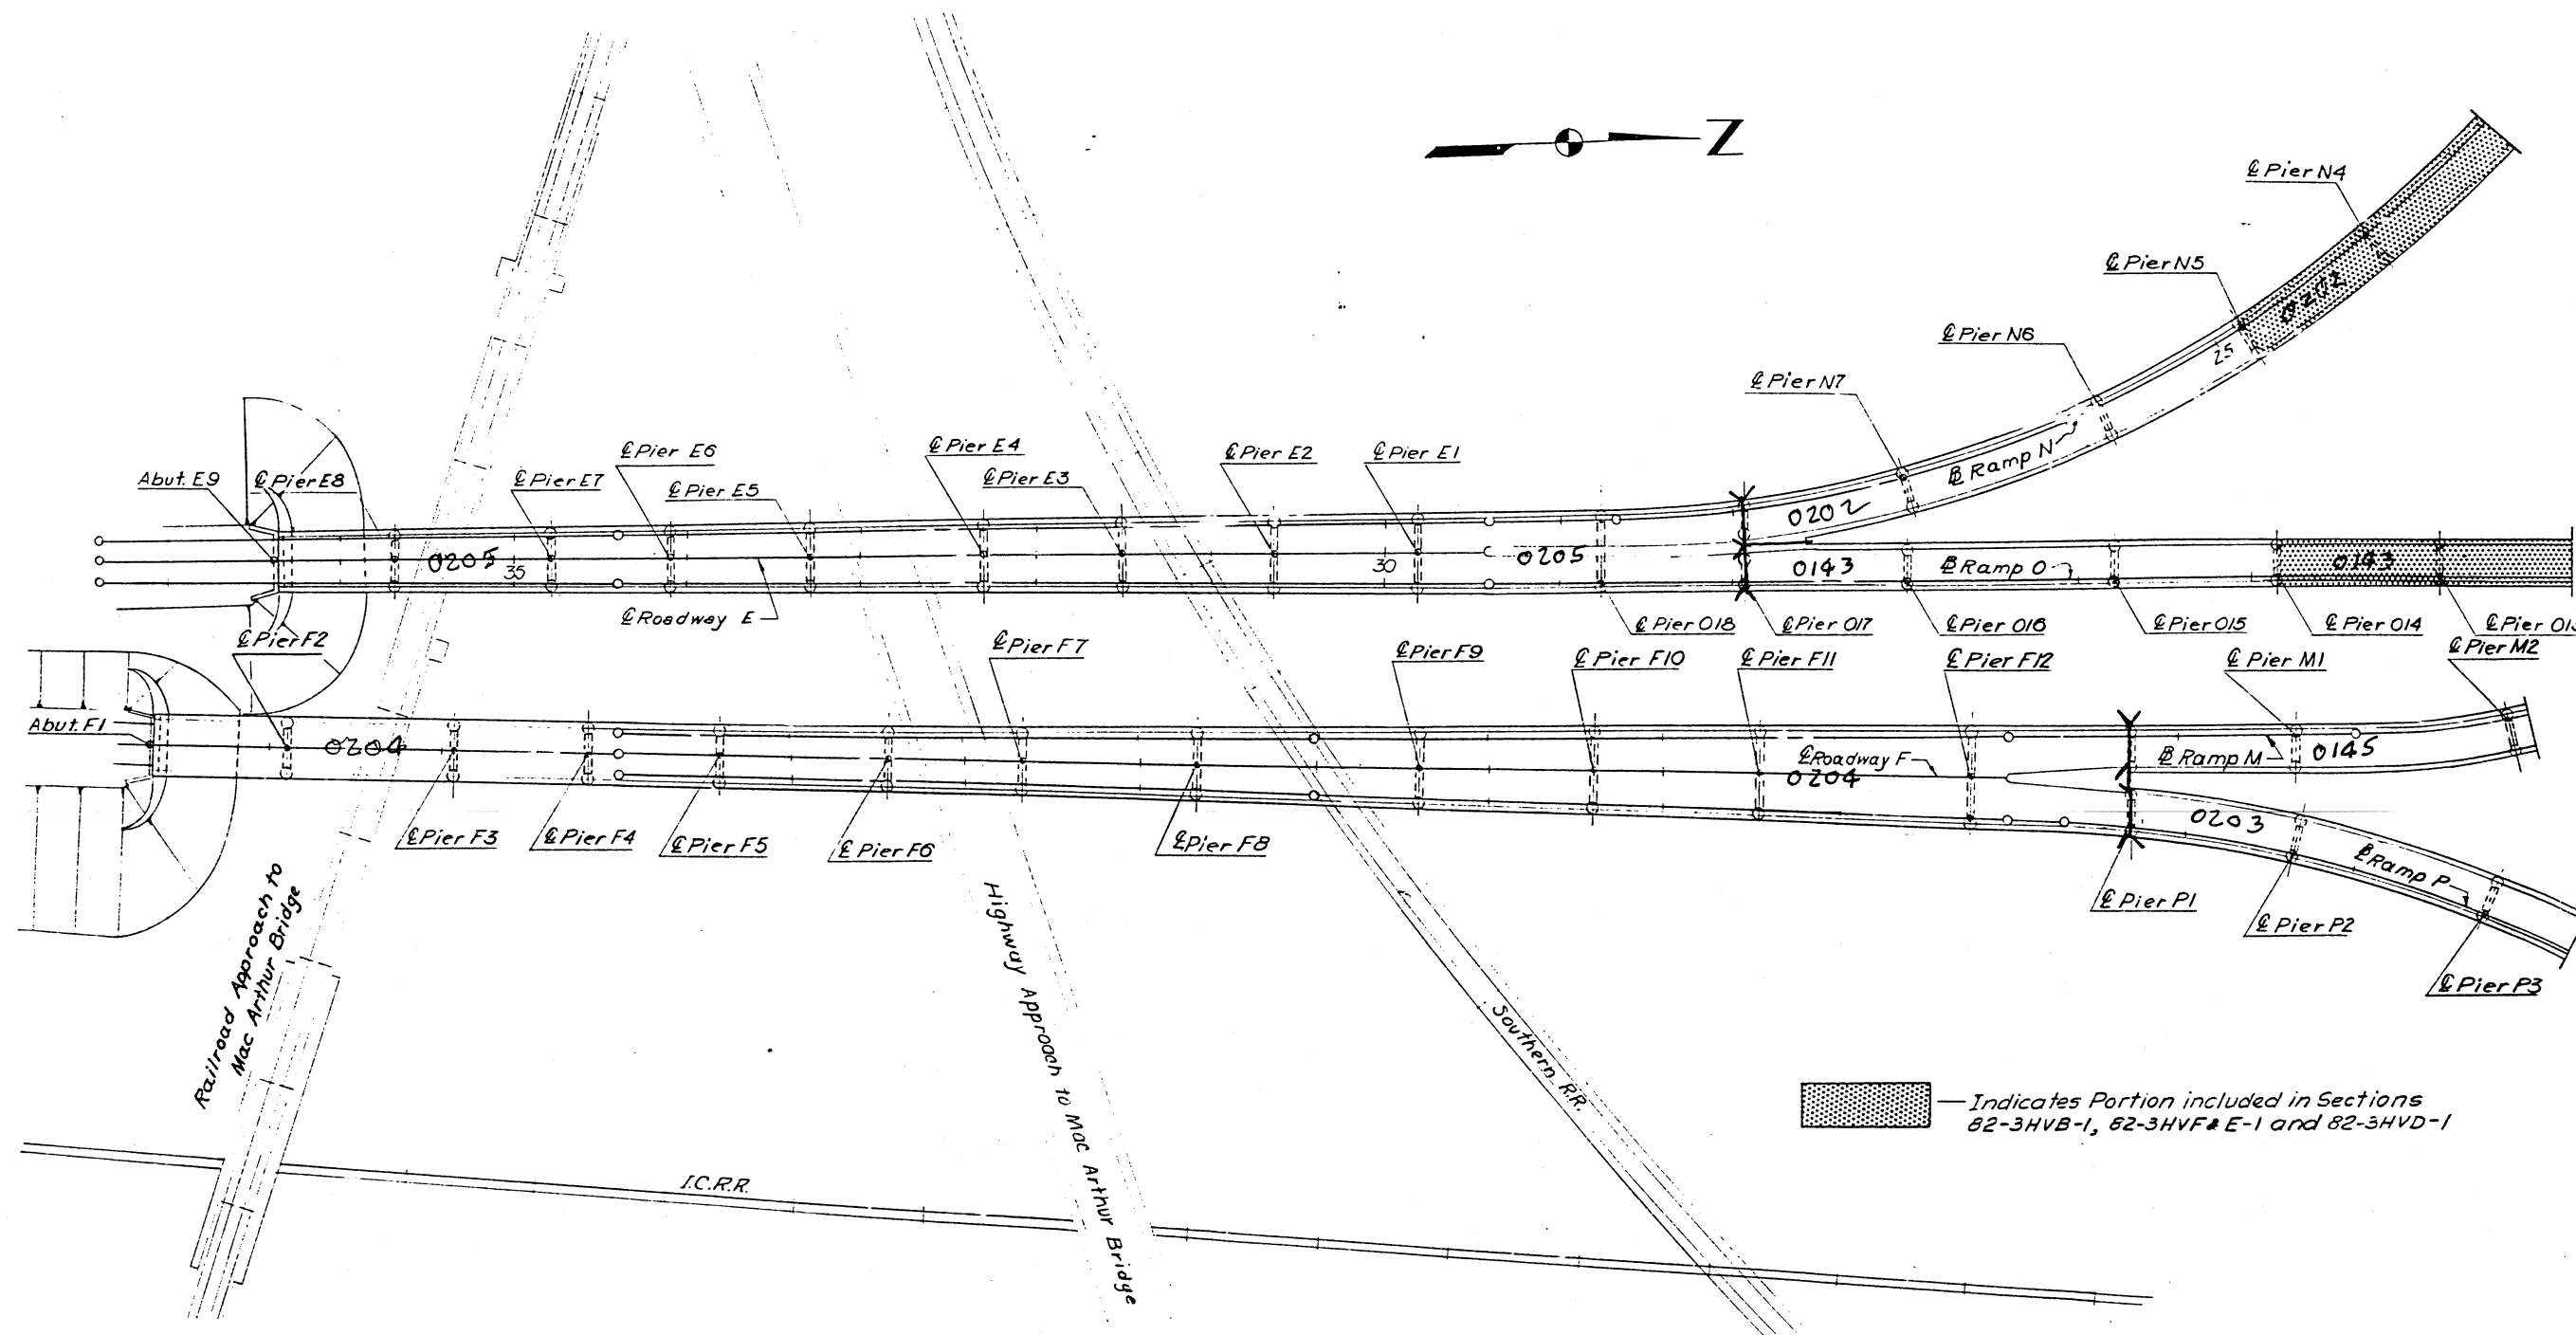 Z
℄ Pier N4
℄ Pier N5
0202
℄ Pier N6
25
℄ Pier N7
℄ Ramp N
0202
Abut. E9
℄ Pier E8
℄ Pier E7
℄ Pier E6
℄ Pier E5
℄ Pier E4
℄ Pier E3
℄ Pier E2
℄ Pier E1
0205
35
30
0205
0143
℄ Ramp O
0143
℄ Roadway E
℄ Pier O18
℄ Pier O17
℄ Pier O16
℄ Pier O15
℄ Pier O14
℄ Pier
℄ Pier F2
℄ Pier F7
℄ Pier F9
℄ Pier F10
℄ Pier F11
℄ Pier F12
℄ Pier M1
℄ Pier M2
Abut. F1
0204
℄ Roadway F
0204
℄ Ramp M
0145
0203
℄ Ramp P
℄ Pier F3
℄ Pier F4
℄ Pier F5
℄ Pier F6
℄ Pier F8
℄ Pier P1
℄ Pier P2
℄ Pier P3
Railroad Approach to
Mac Arthur Bridge
Highway Approach to Mac Arthur Bridge
Southern R.R.
I.C.R.R.
Indicates Portion included in Sections
82-3HVB-1, 82-3HVF & E-1 and 82-3HVD-1